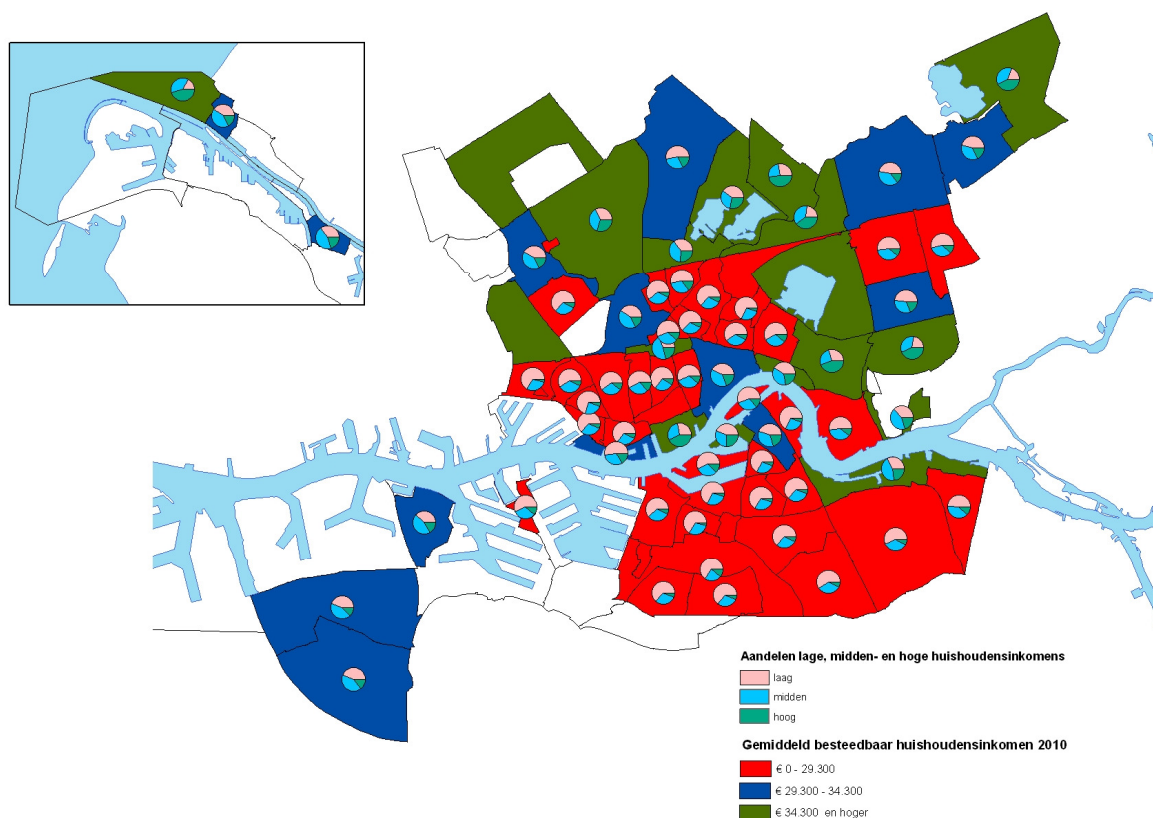 Aandelen lage, midden- en hoge huishoudensinkomens
laag
midden
hoog
Gemiddeld besteedbaar huishoudensinkomen 2010
€ 0 - 29.300
€ 29.300 - 34.300
€ 34.300 en hoger